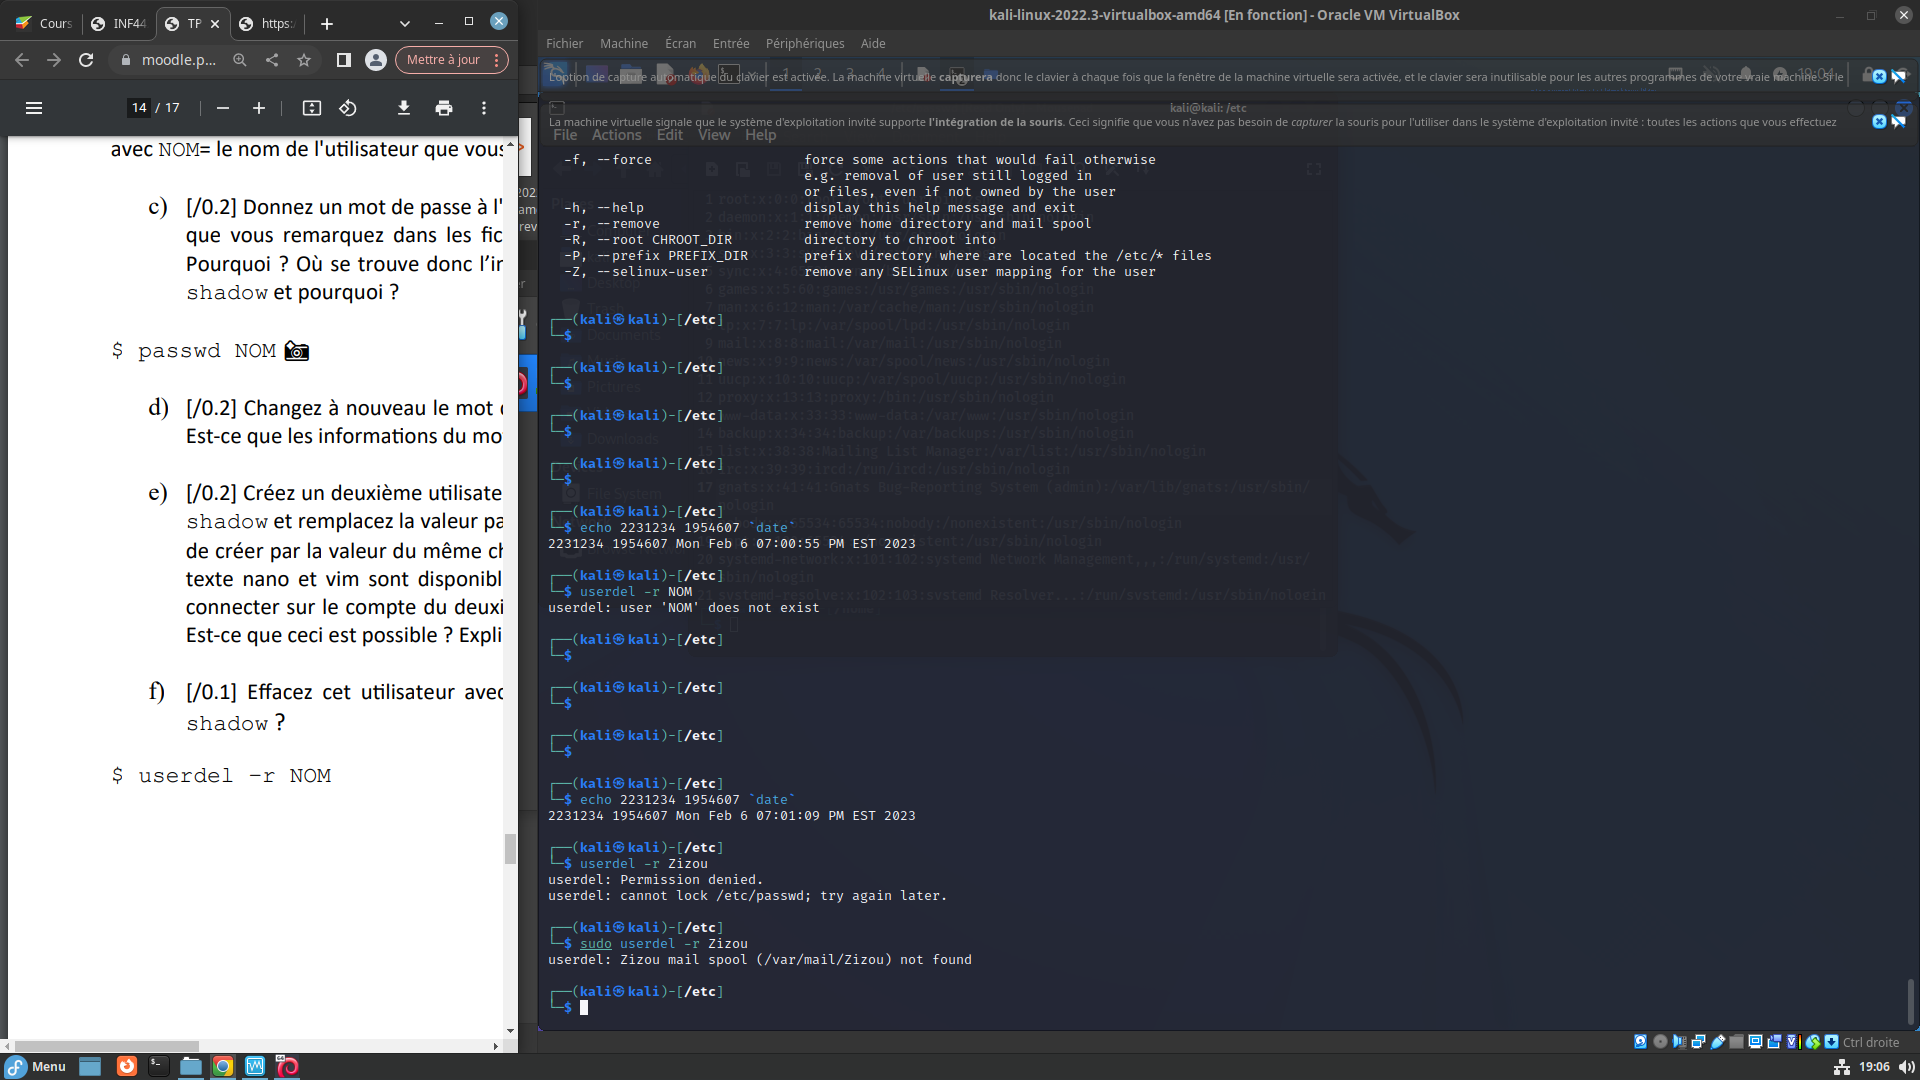 Cours
INF44
TP
https:
moodle.p...
Mettre à jour
14 / 17
avec NOM= le nom de l'utilisateur que vous
c) [/0.2] Donnez un mot de passe à l'
que vous remarquez dans les fic
Pourquoi ? Où se trouve donc l'in
shadow et pourquoi ?
$ passwd NOM
d) [/0.2] Changez à nouveau le mot
Est-ce que les informations du mo
e) [/0.2] Créez un deuxième utilisate
shadow et remplacez la valeur pa
de créer par la valeur du même ch
texte nano et vim sont disponibl
connecter sur le compte du deuxi
Est-ce que ceci est possible ? Expli
f) [/0.1] Effacez cet utilisateur avec
shadow ?
$ userdel –r NOM
kali-linux-2022.3-virtualbox-amd64 [En fonction] - Oracle VM VirtualBox
Fichier Machine Écran Entrée Périphériques Aide
L'option de capture automatique du clavier est activée. La machine virtuelle capturera donc le clavier à chaque fois que la fenêtre de la machine virtuelle sera activée, et le clavier sera inutilisable pour les autres programmes de votre vraie machine. Si le
kali@kali: /etc
La machine virtuelle signale que le système d'exploitation invité supporte l'intégration de la souris. Ceci signifie que vous n'avez pas besoin de capturer la souris pour l'utiliser dans le système d'exploitation invité : toutes les actions que vous effectuez
File Actions Edit View Help
-f, --force force some actions that would fail otherwise
e.g. removal of user still logged in
or files, even if not owned by the user
-h, --help display this help message and exit
-r, --remove remove home directory and mail spool
-R, --root CHROOT_DIR directory to chroot into
-P, --prefix PREFIX_DIR prefix directory where are located the /etc/* files
-Z, --selinux-user remove any SELinux user mapping for the user
┌──(kali㉿kali)-[/etc]
└─$
┌──(kali㉿kali)-[/etc]
└─$
┌──(kali㉿kali)-[/etc]
└─$
┌──(kali㉿kali)-[/etc]
└─$
┌──(kali㉿kali)-[/etc]
└─$ echo 2231234 1954607 `date`
2231234 1954607 Mon Feb 6 07:00:55 PM EST 2023
┌──(kali㉿kali)-[/etc]
└─$ userdel -r NOM
userdel: user 'NOM' does not exist
┌──(kali㉿kali)-[/etc]
└─$
┌──(kali㉿kali)-[/etc]
└─$
┌──(kali㉿kali)-[/etc]
└─$
┌──(kali㉿kali)-[/etc]
└─$ echo 2231234 1954607 `date`
2231234 1954607 Mon Feb 6 07:01:09 PM EST 2023
┌──(kali㉿kali)-[/etc]
└─$ userdel -r Zizou
userdel: Permission denied.
userdel: cannot lock /etc/passwd; try again later.
┌──(kali㉿kali)-[/etc]
└─$ sudo userdel -r Zizou
userdel: Zizou mail spool (/var/mail/Zizou) not found
┌──(kali㉿kali)-[/etc]
└─$
Ctrl droite
Menu
19:06